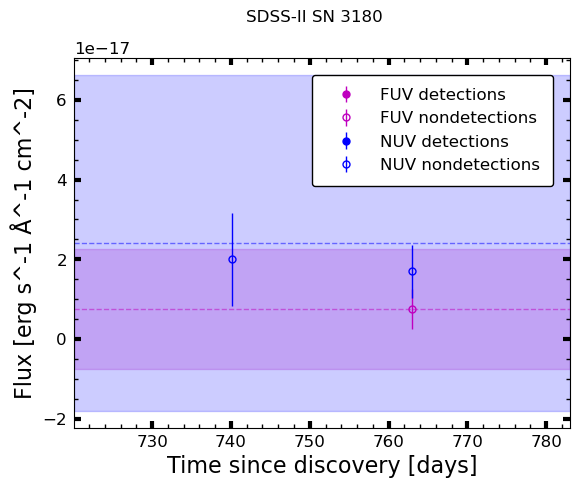 SDSS-II SN 3180
1e−17
FUV detections
FUV nondetections
NUV detections
NUV nondetections
6
4
2
0
−2
Flux [erg s^-1 Å^-1 cm^-2]
730 740 750 760 770 780
Time since discovery [days]